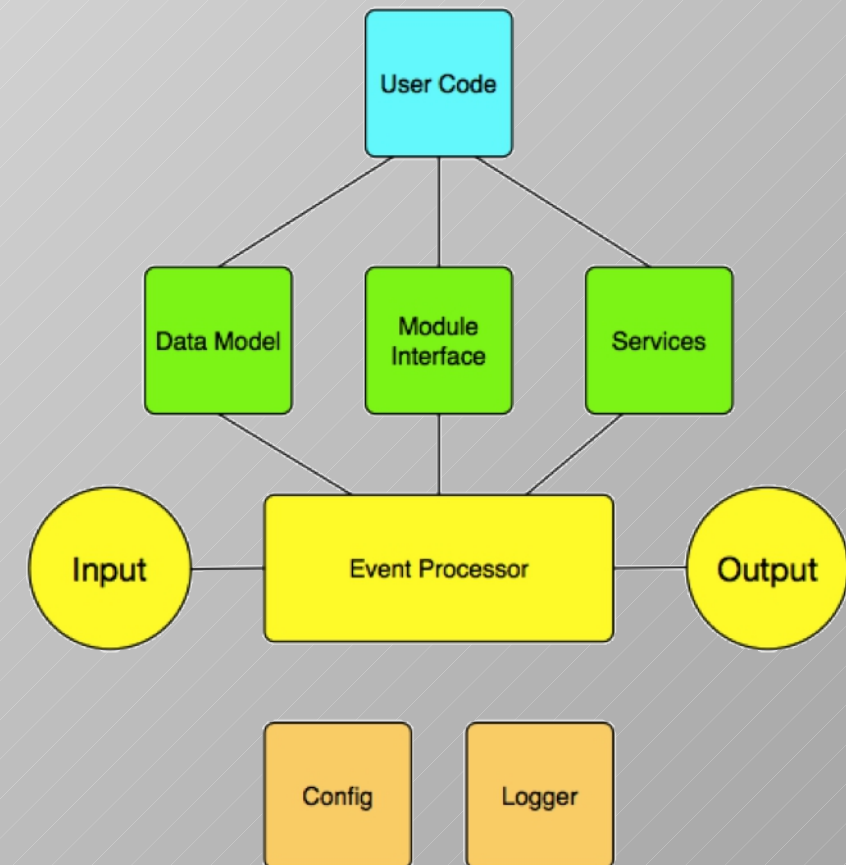 User Code
Data Model
Module
Interface
Services
Input
Event Processor
Output
Config
Logger